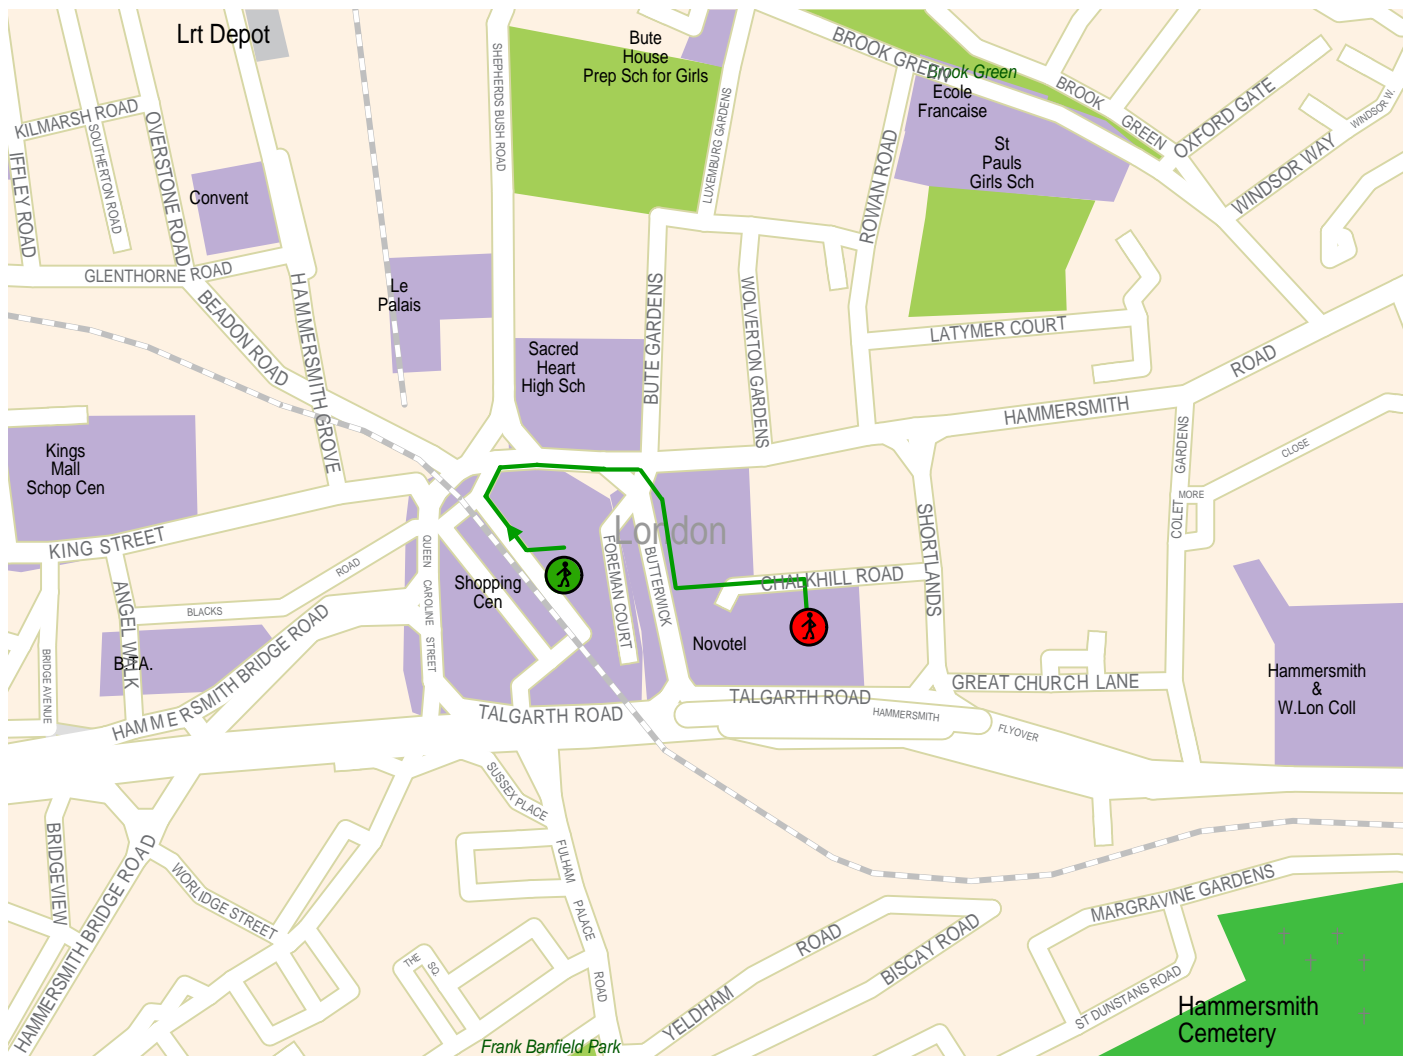 Lrt Depot
Bute
House
Prep Sch for Girls
BROOK GREEN
Brook Green
Ecole
Francaise
BROOK
GREEN
OXFORD GATE
WINDSOR W.
WINDSOR WAY
KILMARSH ROAD
SOUTHERTON ROAD
OVERSTONE ROAD
IFFLEY ROAD
SHEPHERDS BUSH ROAD
LUXEMBURG GARDENS
ROWAN ROAD
St
Pauls
Girls Sch
Convent
GLENTHORNE ROAD
BEADON ROAD
HAMMERSMITH GROVE
Le
Palais
Sacred
Heart
High Sch
BUTE GARDENS
WOLVERTON GARDENS
LATYMER COURT
ROAD
HAMMERSMITH
Kings
Mall
Schop Cen
KING STREET
COLET
GARDENS
MORE
CLOSE
London
SHORTLANDS
CHALKHILL ROAD
FOREMAN COURT
BUTTERWICK
QUEEN CAROLINE STREET
Shopping
Cen
ROAD
BLACKS
ANGEL WALK
BRIDGE AVENUE
B.T.A.
HAMMERSMITH BRIDGE ROAD
Novotel
TALGARTH ROAD
TALGARTH ROAD
HAMMERSMITH
FLYOVER
GREAT CHURCH LANE
Hammersmith
&
W.Lon Coll
SUSSEX PLACE
FULHAM
PALACE
ROAD
BRIDGEVIEW
HAMMERSMITH BRIDGE ROAD
WORLIDGE STREET
THE SQ.
YELDHAM
ROAD
BISCAY ROAD
MARGRAVINE GARDENS
ST DUNSTANS ROAD
Hammersmith
Cemetery
Frank Banfield Park